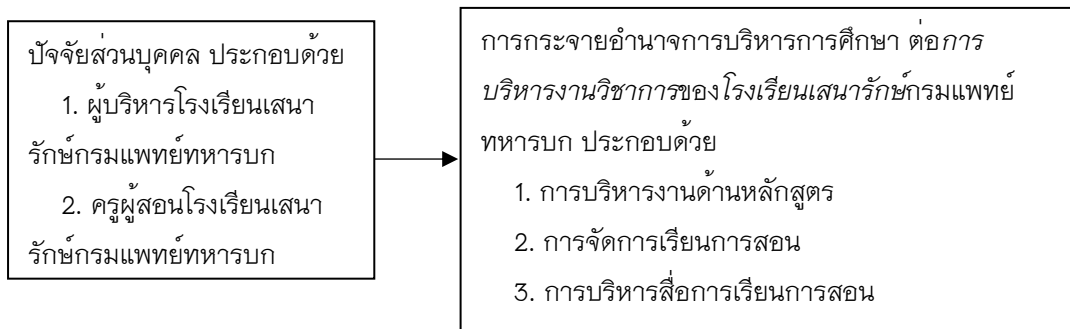 ปัจจัยส่วนบุคคล ประกอบด้วย
1. ผู้บริหารโรงเรียนเสนา
รักษ์กรมแพทย์ทหารบก
2. ครูผู้สอนโรงเรียนเสนา
รักษ์กรมแพทย์ทหารบก
การกระจายอำนาจการบริหารการศึกษา ต่อการ
บริหารงานวิชาการของโรงเรียนเสนารักษ์กรมแพทย์
ทหารบก ประกอบด้วย
1. การบริหารงานด้านหลักสูตร
2. การจัดการเรียนการสอน
3. การบริหารสื่อการเรียนการสอน